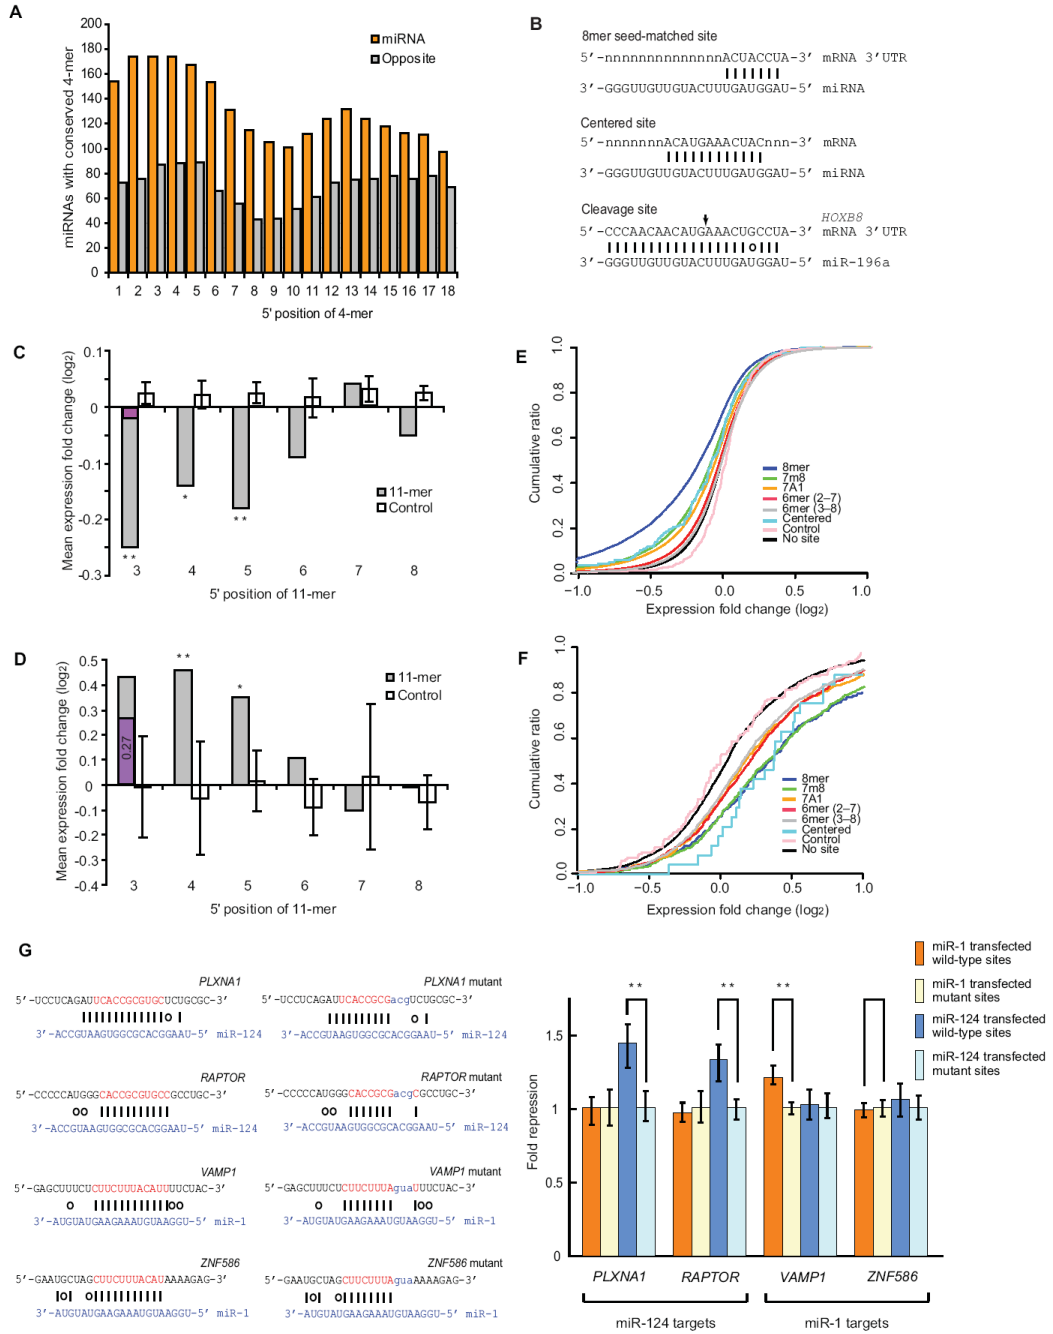 A
miRNAs with conserved 4-mer
200
180
160
140
120
100
80
60
40
20
0
miRNA
Opposite
1 2 3 4 5 6 7 8 9 10 11 12 13 14 15 16 17 18
5' position of 4-mer
B
8mer seed-matched site
5′-nnnnnnnnnnnnnnACUACCUA-3′ mRNA 3′UTR
3′-GGGUUGUUGUACUUUGAUGGAU-5′ miRNA
Centered site
5′-nnnnnnnACAUGAAACUACnnn-3′ mRNA
3′-GGGUUGUUGUACUUUGAUGGAU-5′ miRNA
Cleavage site
HOXB8
5′-CCCAACAACAUGAAACUGCCUA-3′ mRNA 3′UTR
3′-GGGUUGUUGUACUUUGAUGGAU-5′ miR-196a
C
Mean expression fold change (log2)
0.1
0
-0.1
-0.2
-0.3
**
*
**
11-mer
Control
3 4 5 6 7 8
5' position of 11-mer
E
Cumulative ratio
1.0
0.8
0.6
0.4
0.2
0.0
8mer
7m8
7A1
6mer (2–7)
6mer (3–8)
Centered
Control
No site
−1.0 −0.5 0.0 0.5 1.0
Expression fold change (log2)
D
Mean expression fold change (log2)
0.5
0.4
0.3
0.2
0.1
0
-0.1
-0.2
-0.3
-0.4
0.27
**
*
11-mer
Control
3 4 5 6 7 8
5' position of 11-mer
F
Cumulative ratio
1.0
0.8
0.6
0.4
0.2
0.0
8mer
7m8
7A1
6mer (2–7)
6mer (3–8)
Centered
Control
No site
−1.0 −0.5 0.0 0.5 1.0
Expression fold change (log2)
G
PLXNA1
5′-UCCUCAGAUUCACCGCGUGCUCUGCGC-3′
3′-ACCGUAAGUGGCGCACGGAAU-5′ miR-124
PLXNA1 mutant
5′-UCCUCAGAUUCACCGCGacgUCUGCGC-3′
3′-ACCGUAAGUGGCGCACGGAAU-5′ miR-124
RAPTOR
5′-CCCCCAUGGGCACCGCGUGCCGCCUGC-3′
3′-ACCGUAAGUGGCGCACGGAAU-5′ miR-124
RAPTOR mutant
5′-CCCCCAUGGGCACCGCGacgCGCCUGC-3′
3′-ACCGUAAGUGGCGCACGGAAU-5′ miR-124
VAMP1
5′-GAGCUUUCUCUUCUUUACAUUUUCUAC-3′
3′-AUGUAUGAAGAAAUGUAAGGU-5′ miR-1
VAMP1 mutant
5′-GAGCUUUCUCUUCUUUAguaUUUCUAC-3′
3′-AUGUAUGAAGAAAUGUAAGGU-5′ miR-1
ZNF586
5′-GAAUGCUAGCUUCUUUACAUAAAAGAG-3′
3′-AUGUAUGAAGAAAUGUAAGGU-5′ miR-1
ZNF586 mutant
5′-GAAUGCUAGCUUCUUUAguaAAAAGAG-3′
3′-AUGUAUGAAGAAAUGUAAGGU-5′ miR-1
miR-1 transfected
wild-type sites
miR-1 transfected
mutant sites
miR-124 transfected
wild-type sites
miR-124 transfected
mutant sites
Fold repression
1.5
1
0.5
0
** ** **
PLXNA1 RAPTOR VAMP1 ZNF586
miR-124 targets miR-1 targets